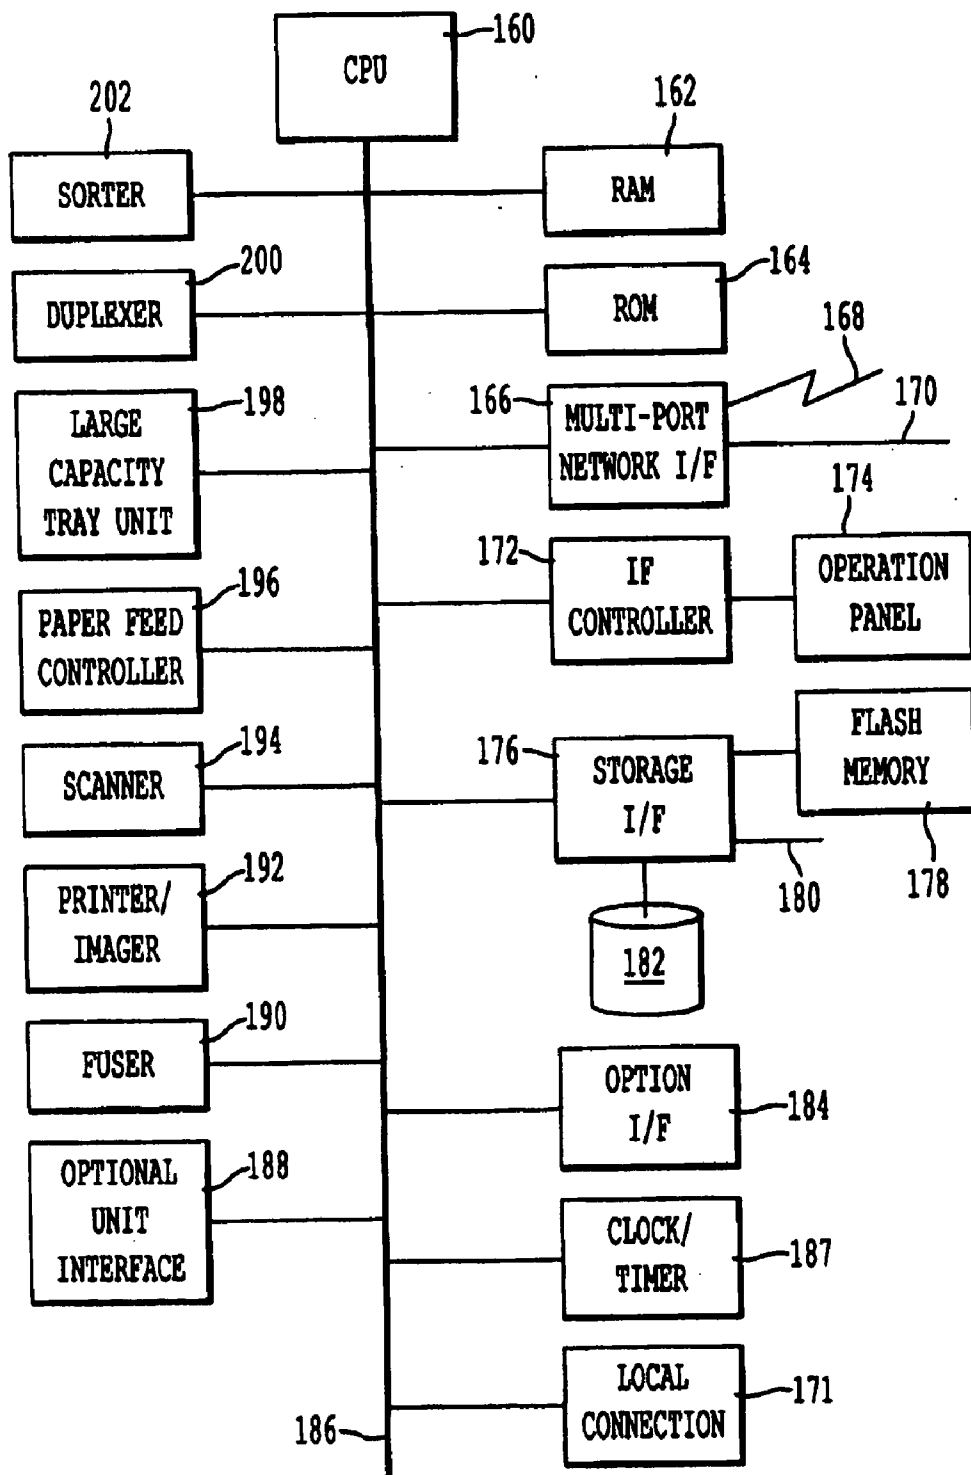 160
CPU
202
162
SORTER
RAM
200
164
DUPLEXER
ROM
168
198
166
170
LARGE
CAPACITY
TRAY UNIT
MULTI-PORT
NETWORK I/F
174
172
196
IF
CONTROLLER
OPERATION
PANEL
PAPER FEED
CONTROLLER
194
176
FLASH
MEMORY
SCANNER
STORAGE
I/F
192
180
178
PRINTER/
IMAGER
182
190
FUSER
OPTION
I/F
184
188
OPTIONAL
UNIT
INTERFACE
CLOCK/
TIMER
187
LOCAL
CONNECTION
171
186